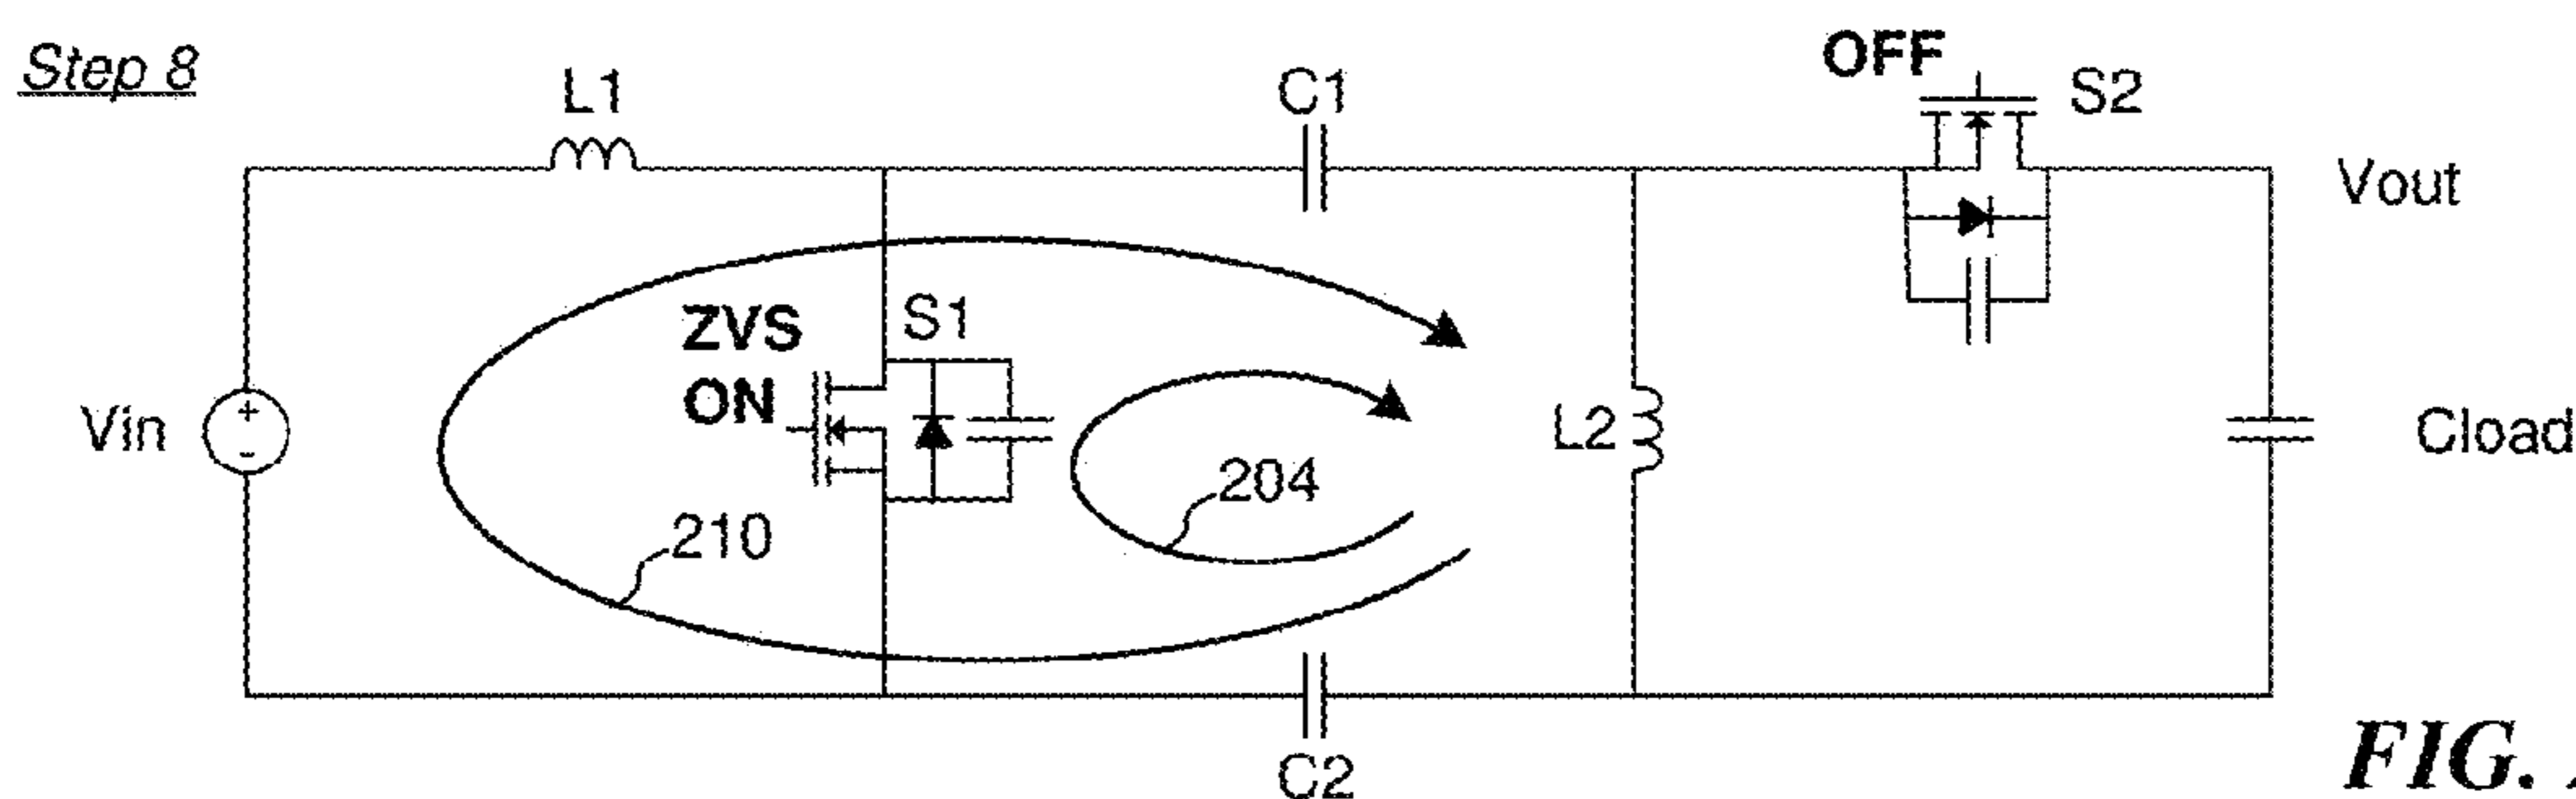 Step 8
OFF
L1
C1
S2
Vout
ZVS
ON
S1
Vin
+
-
L2
Cload
204
210
C2
FIG.